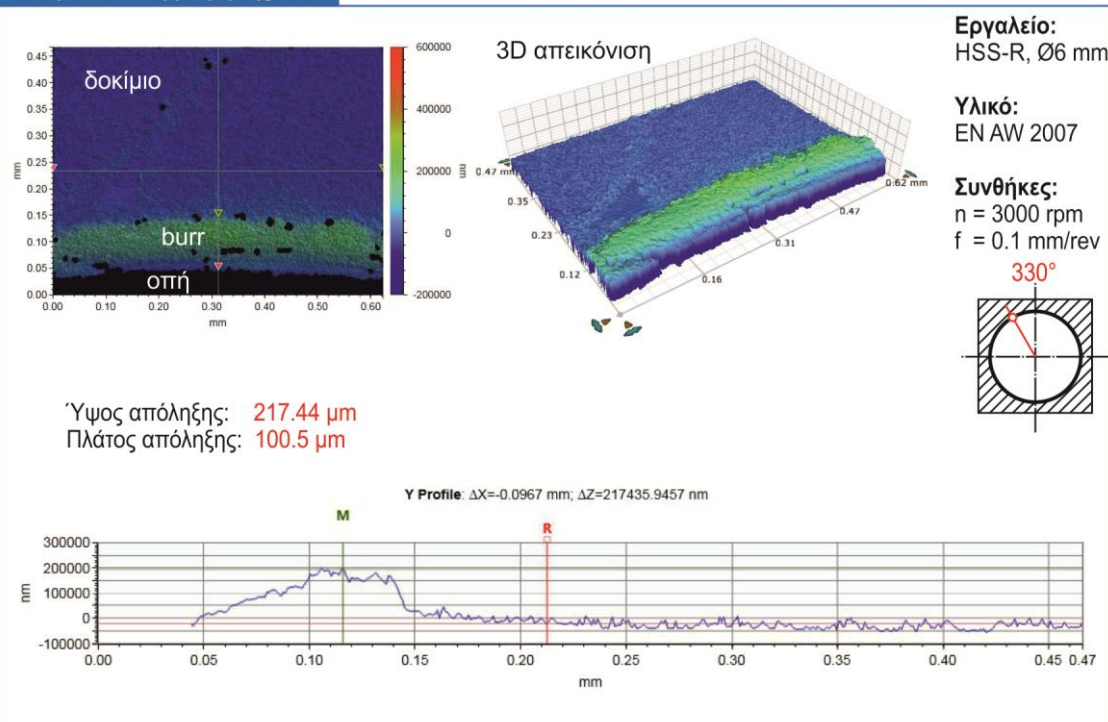 3D απεικόνιση
Εργαλείο:
HSS-R, Ø6 mm
Υλικό:
EN AW 2007
Συνθήκες:
n = 3000 rpm
f = 0.1 mm/rev
330°
δοκίμιο
burr
οπή
mm
0.45
0.40
0.35
0.30
0.25
0.20
0.15
0.10
0.05
0.00
0.00 0.10 0.20 0.30 0.40 0.50 0.60
mm
600000
400000
200000
0
-200000
nm
0.47 mm
0.35
0.23
0.12
0.16
0.31
0.47
0.62 mm
Ύψος απόληξης: 217.44 μm
Πλάτος απόληξης: 100.5 μm
Y Profile: ΔX=-0.0967 mm; ΔZ=217435.9457 nm
M
R
nm
300000
200000
100000
0
-100000
0.00 0.05 0.10 0.15 0.20 0.25 0.30 0.35 0.40 0.45 0.47
mm